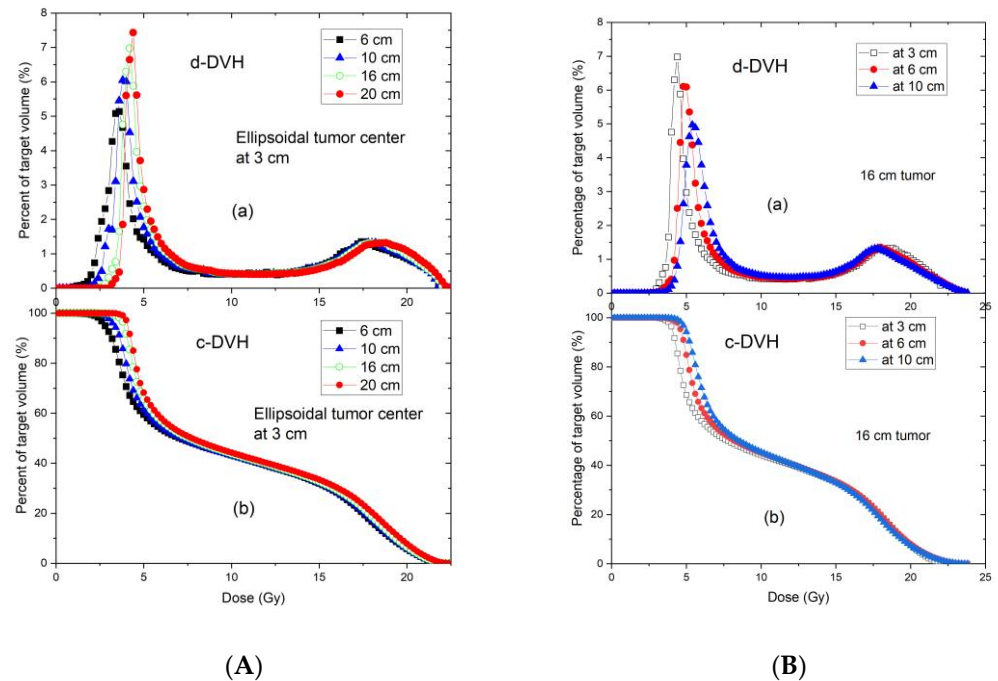 8
7
6
5
4
3
2
1
0
Percent of target volume (%)
d-DVH
6 cm
10 cm
16 cm
20 cm
Ellipsoidal tumor center
at 3 cm
(a)
100
80
60
40
20
0
Percent of target volume (%)
c-DVH
6 cm
10 cm
16 cm
20 cm
Ellipsoidal tumor center
at 3 cm
(b)
0 5 10 15 20
Dose (Gy)
(A)
8
7
6
5
4
3
2
1
0
Percentage of target volume (%)
d-DVH
at 3 cm
at 6 cm
at 10 cm
16 cm tumor
(a)
100
80
60
40
20
0
Percentage of target volume (%)
c-DVH
at 3 cm
at 6 cm
at 10 cm
16 cm tumor
(b)
0 5 10 15 20 25
Dose (Gy)
(B)